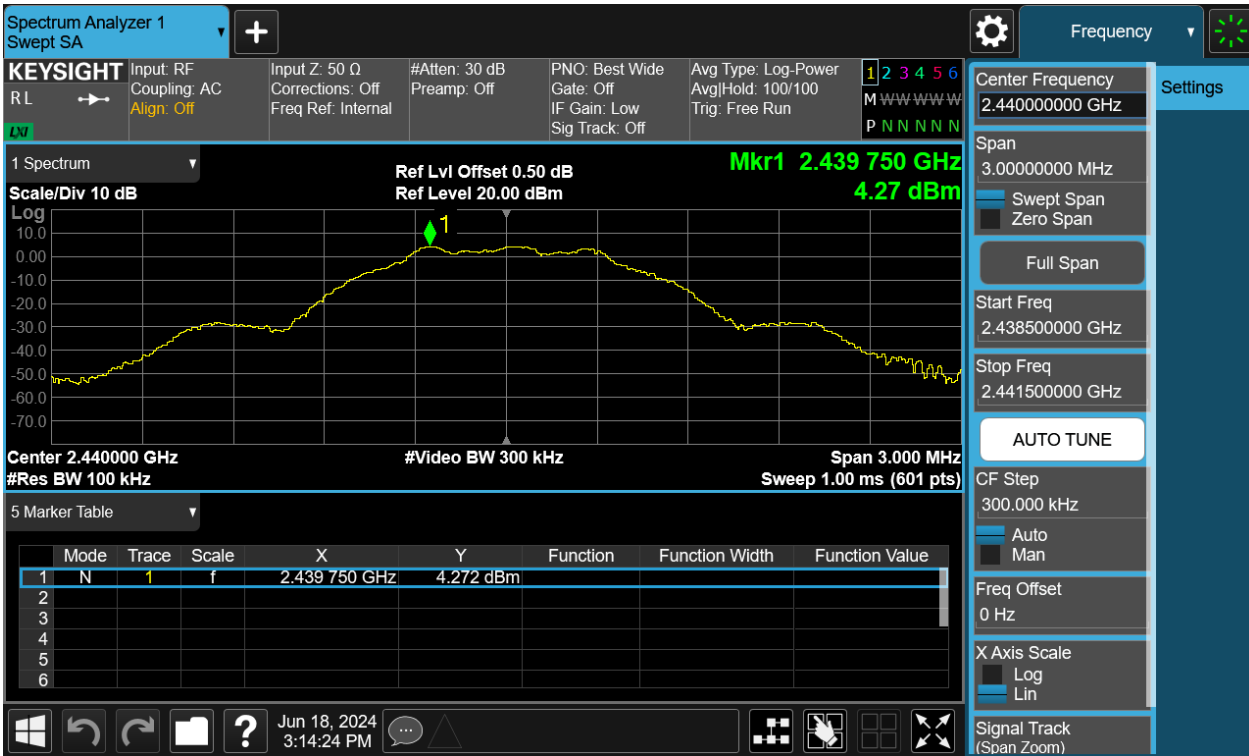 Spectrum Analyzer 1
Swept SA
Frequency
KEYSIGHT
R L
LXI
Input: RF
Coupling: AC
Align: Off
Input Z: 50 Ω
Corrections: Off
Freq Ref: Internal
#Atten: 30 dB
Preamp: Off
PNO: Best Wide
Gate: Off
IF Gain: Low
Sig Track: Off
Avg Type: Log-Power
Avg|Hold: 100/100
Trig: Free Run
1 2 3 4 5 6
M W W W W W
P N N N N N
1 Spectrum
Scale/Div 10 dB
Ref Lvl Offset 0.50 dB
Ref Level 20.00 dBm
Mkr1 2.439 750 GHz
4.27 dBm
Log
1
10.0
0.00
-10.0
-20.0
-30.0
-40.0
-50.0
-60.0
-70.0
Center 2.440000 GHz
#Res BW 100 kHz
#Video BW 300 kHz
Span 3.000 MHz
Sweep 1.00 ms (601 pts)
5 Marker Table
Mode Trace Scale X Y Function Function Width Function Value
1 N 1 f 2.439 750 GHz 4.272 dBm
2
3
4
5
6
?
Jun 18, 2024
3:14:24 PM
Center Frequency
2.440000000 GHz
Span
3.00000000 MHz
Swept Span
Zero Span
Full Span
Start Freq
2.438500000 GHz
Stop Freq
2.441500000 GHz
AUTO TUNE
CF Step
300.000 kHz
Auto
Man
Freq Offset
0 Hz
X Axis Scale
Log
Lin
Signal Track
(Span Zoom)
Settings